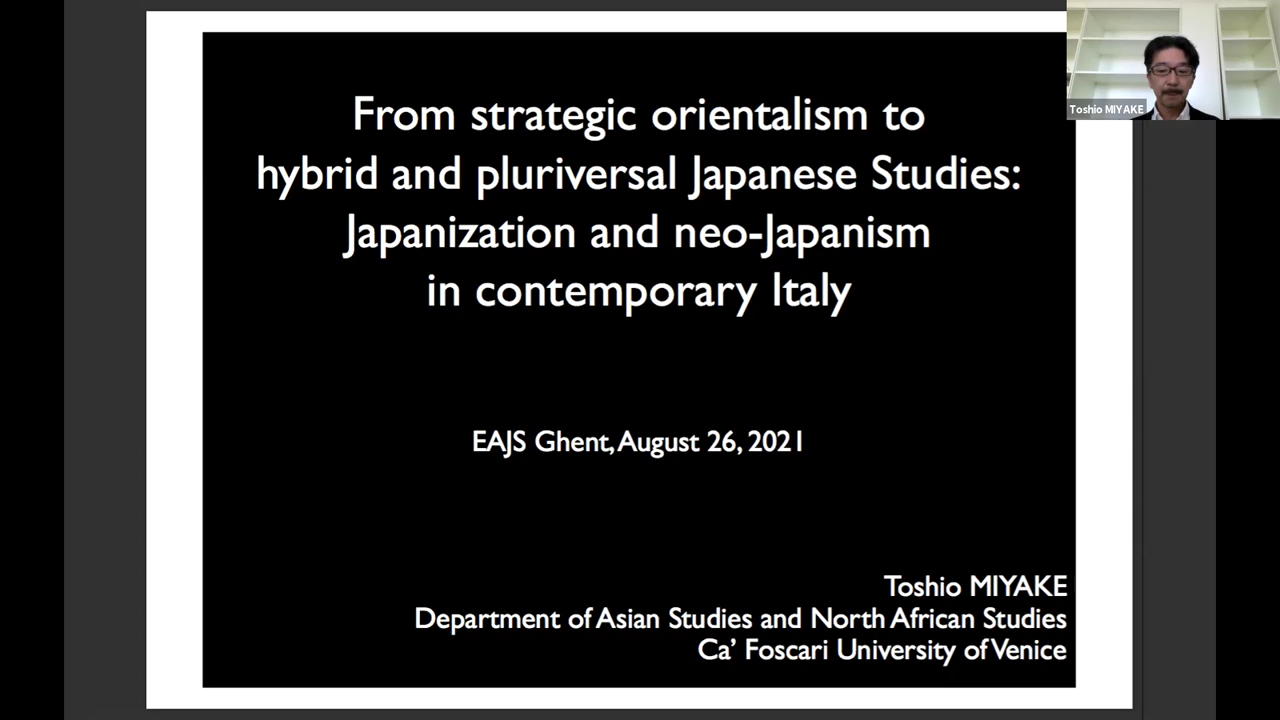 From strategic orientalism to
hybrid and pluriversal Japanese Studies:
Japanization and neo-Japanism
in contemporary Italy
EAJS Ghent, August 26, 2021
Toshio MIYAKE
Department of Asian Studies and North African Studies
Ca’ Foscari University of Venice
Toshio MIYAKE